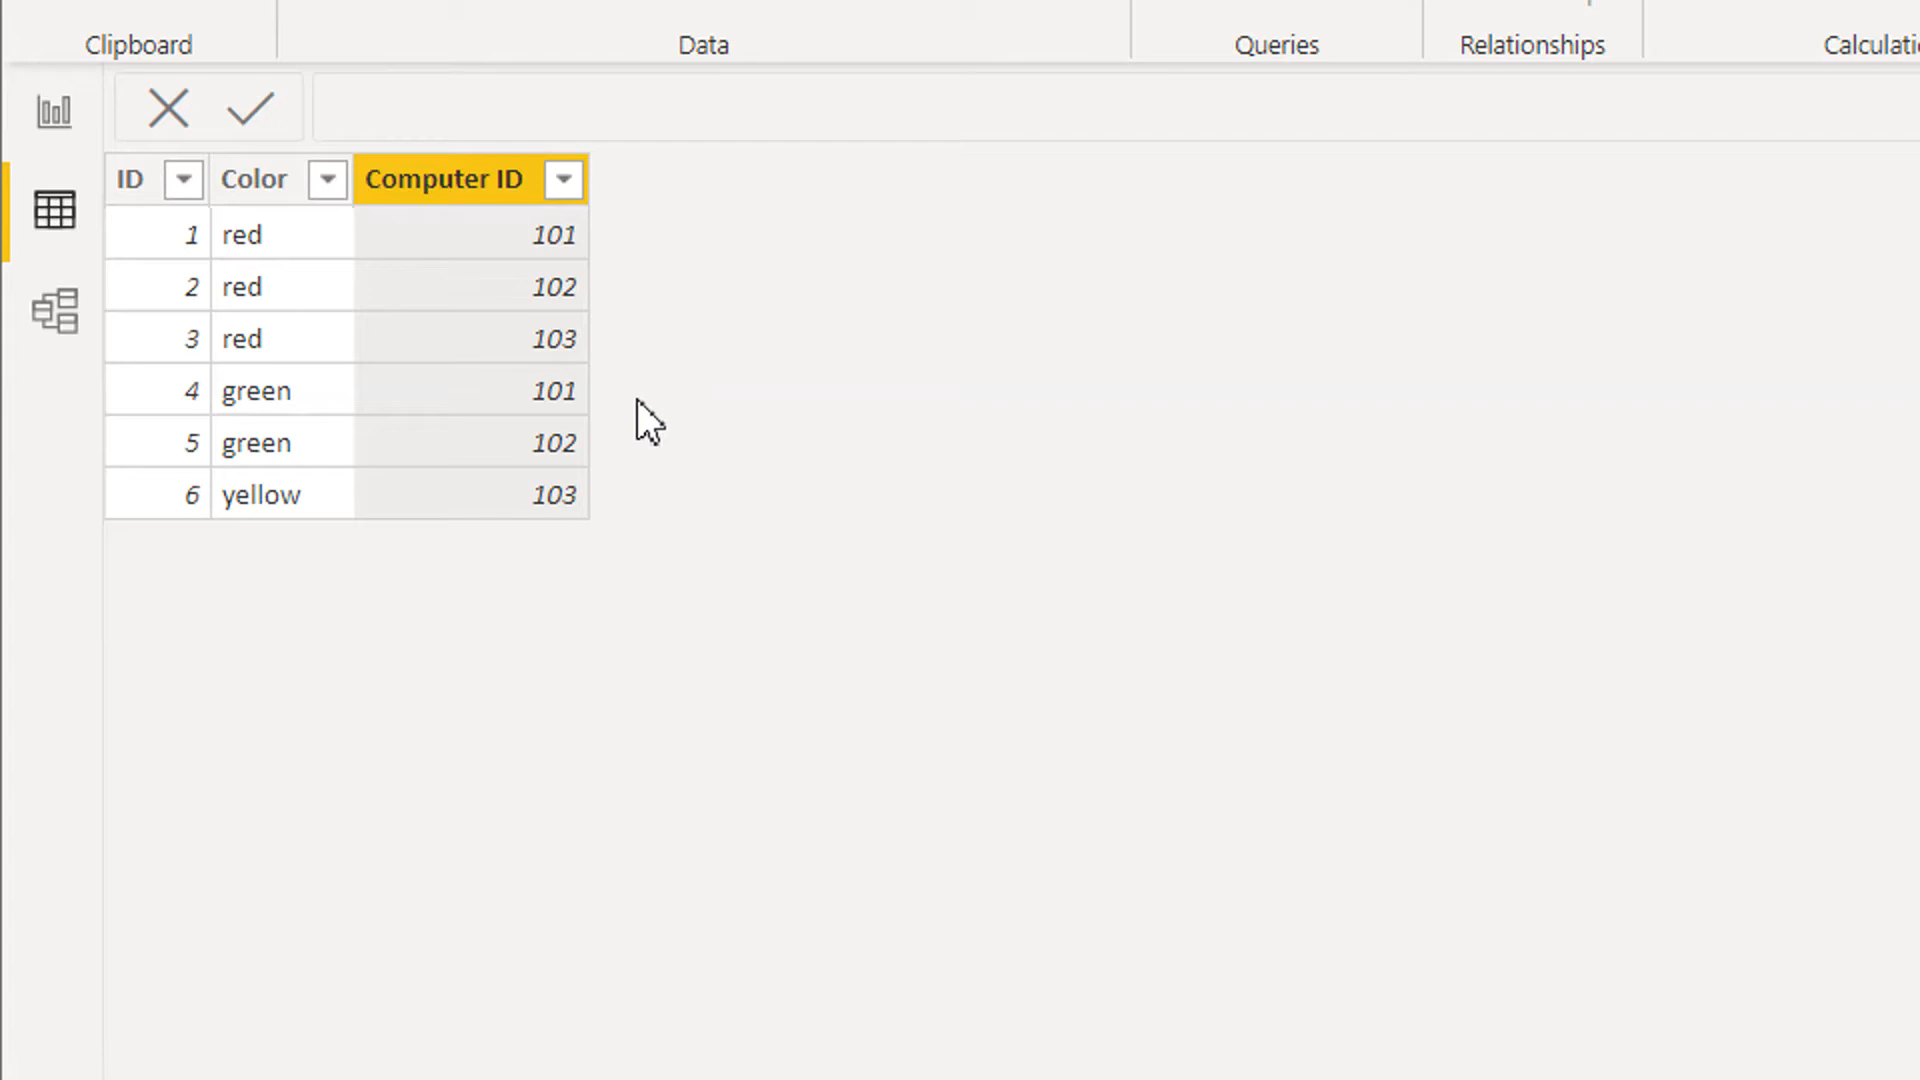 Clipboard Data Queries Relationships
ID Color Computer ID
1 red 101
2 red 102
3 red 103
4 green 101
5 green 102
6 yellow 103